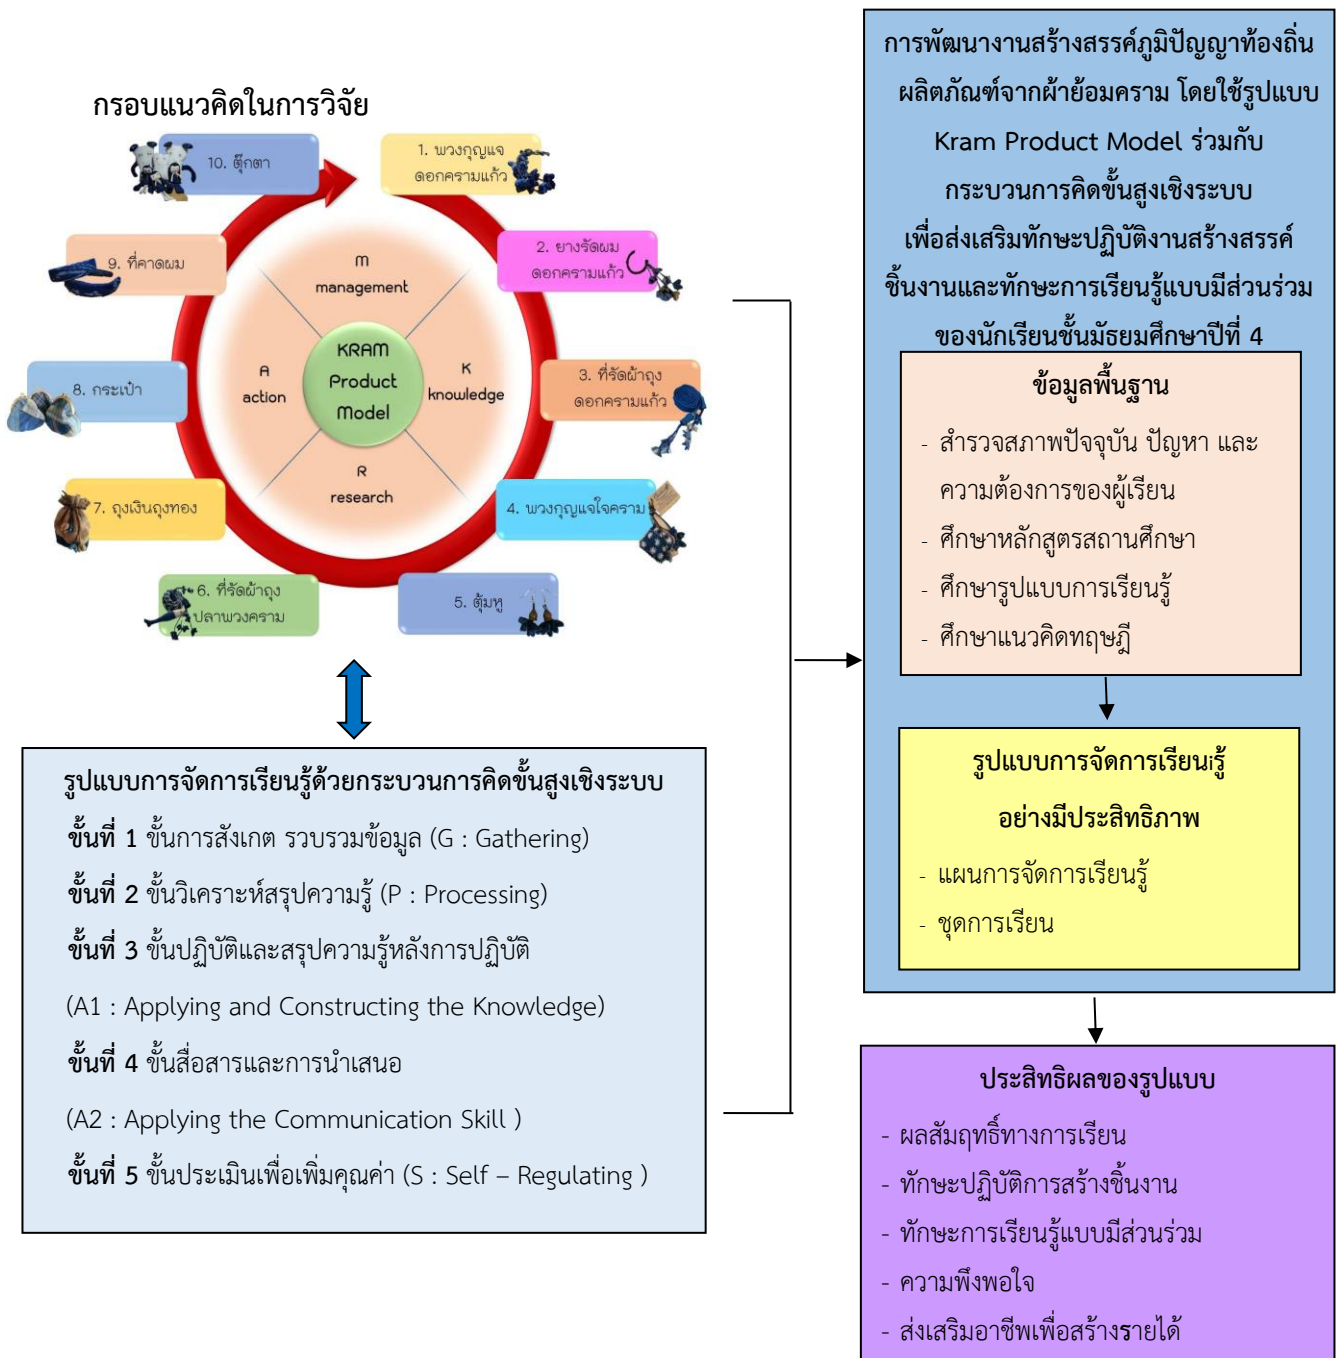 กรอบแนวคิดในการวิจัย
1. พวงกุญแจ
ดอกครามแก้ว
2. ยางรัดผม
ดอกครามแก้ว
3. ที่รัดผ้าถุง
ดอกครามแก้ว
4. พวงกุญแจใจคราม
5. ตุ้มหู
6. ที่รัดผ้าถุง
ปลาพวงคราม
7. ถุงเงินถุงทอง
8. กระเป๋า
9. ที่คาดผม
10. ตุ๊กตา
M
management
K
knowledge
R
research
A
action
KRAM
Product
Model
รูปแบบการจัดการเรียนรู้ด้วยกระบวนการคิดขั้นสูงเชิงระบบ
ขั้นที่ 1 ขั้นการสังเกต รวบรวมข้อมูล (G : Gathering)
ขั้นที่ 2 ขั้นวิเคราะห์สรุปความรู้ (P : Processing)
ขั้นที่ 3 ขั้นปฏิบัติและสรุปความรู้หลังการปฏิบัติ
(A1 : Applying and Constructing the Knowledge)
ขั้นที่ 4 ขั้นสื่อสารและการนำเสนอ
(A2 : Applying the Communication Skill )
ขั้นที่ 5 ขั้นประเมินเพื่อเพิ่มคุณค่า (S : Self – Regulating )
การพัฒนางานสร้างสรรค์ภูมิปัญญาท้องถิ่น
ผลิตภัณฑ์จากผ้าย้อมคราม โดยใช้รูปแบบ
Kram Product Model ร่วมกับ
กระบวนการคิดขั้นสูงเชิงระบบ
เพื่อส่งเสริมทักษะปฏิบัติงานสร้างสรรค์
ชิ้นงานและทักษะการเรียนรู้แบบมีส่วนร่วม
ของนักเรียนชั้นมัธยมศึกษาปีที่ 4
ข้อมูลพื้นฐาน
- สำรวจสภาพปัจจุบัน ปัญหา และ
ความต้องการของผู้เรียน
- ศึกษาหลักสูตรสถานศึกษา
- ศึกษารูปแบบการเรียนรู้
- ศึกษาแนวคิดทฤษฎี
รูปแบบการจัดการเรียนiรู้
อย่างมีประสิทธิภาพ
- แผนการจัดการเรียนรู้
- ชุดการเรียน
ประสิทธิผลของรูปแบบ
- ผลสัมฤทธิ์ทางการเรียน
- ทักษะปฏิบัติการสร้างชิ้นงาน
- ทักษะการเรียนรู้แบบมีส่วนร่วม
- ความพึงพอใจ
- ส่งเสริมอาชีพเพื่อสร้างรายได้